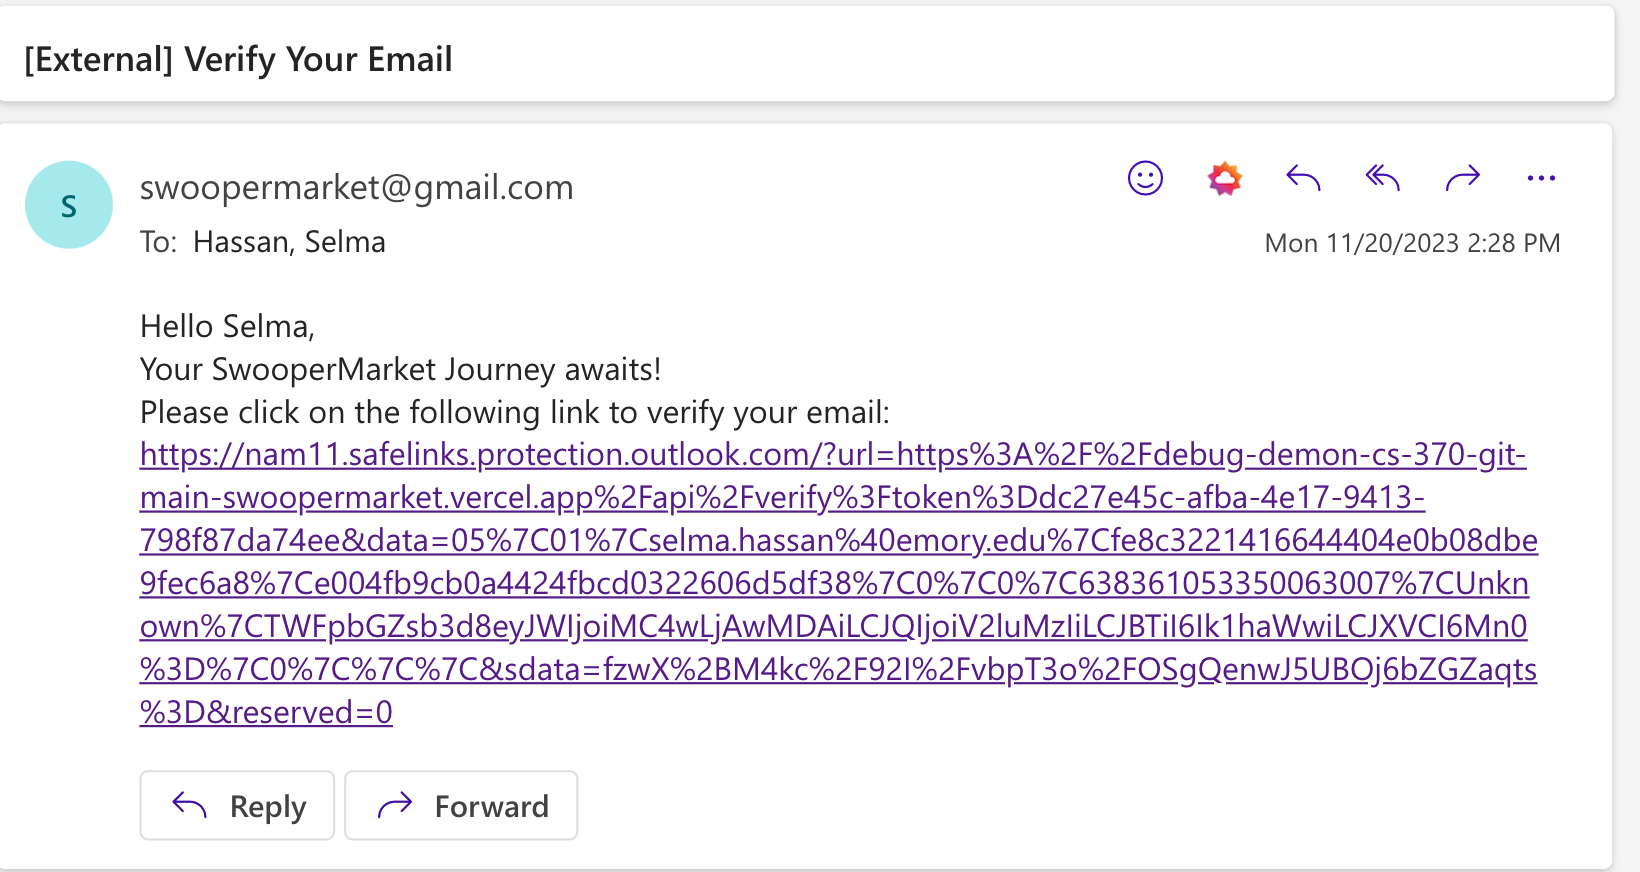 [External] Verify Your Email
S
swoopermarket@gmail.com
To: Hassan, Selma
Mon 11/20/2023 2:28 PM
Hello Selma,
Your SwooperMarket Journey awaits!
Please click on the following link to verify your email:
https://nam11.safelinks.protection.outlook.com/?url=https%3A%2F%2Fdebug-demon-cs-370-git-
main-swoopermarket.vercel.app%2Fapi%2Fverify%3Ftoken%3Ddc27e45c-afba-4e17-9413-
798f87da74ee&data=05%7C01%7Cselma.hassan%40emory.edu%7Cfe8c3221416644404e0b08dbe
9fec6a8%7Ce004fb9cb0a4424fbcd0322606d5df38%7C0%7C0%7C638361053350063007%7CUnkn
own%7CTWFpbGZsb3d8eyJWIjoiMC4wLjAwMDAiLCJQIjoiV2luMzIiLCJBTiI6Ik1haWwiLCJXVCI6Mn0
%3D%7C0%7C%7C%7C&sdata=fzwX%2BM4kc%2F92I%2FvbpT3o%2FOSgQenwJ5UBOj6bZGZaqts
%3D&reserved=0
Reply
Forward